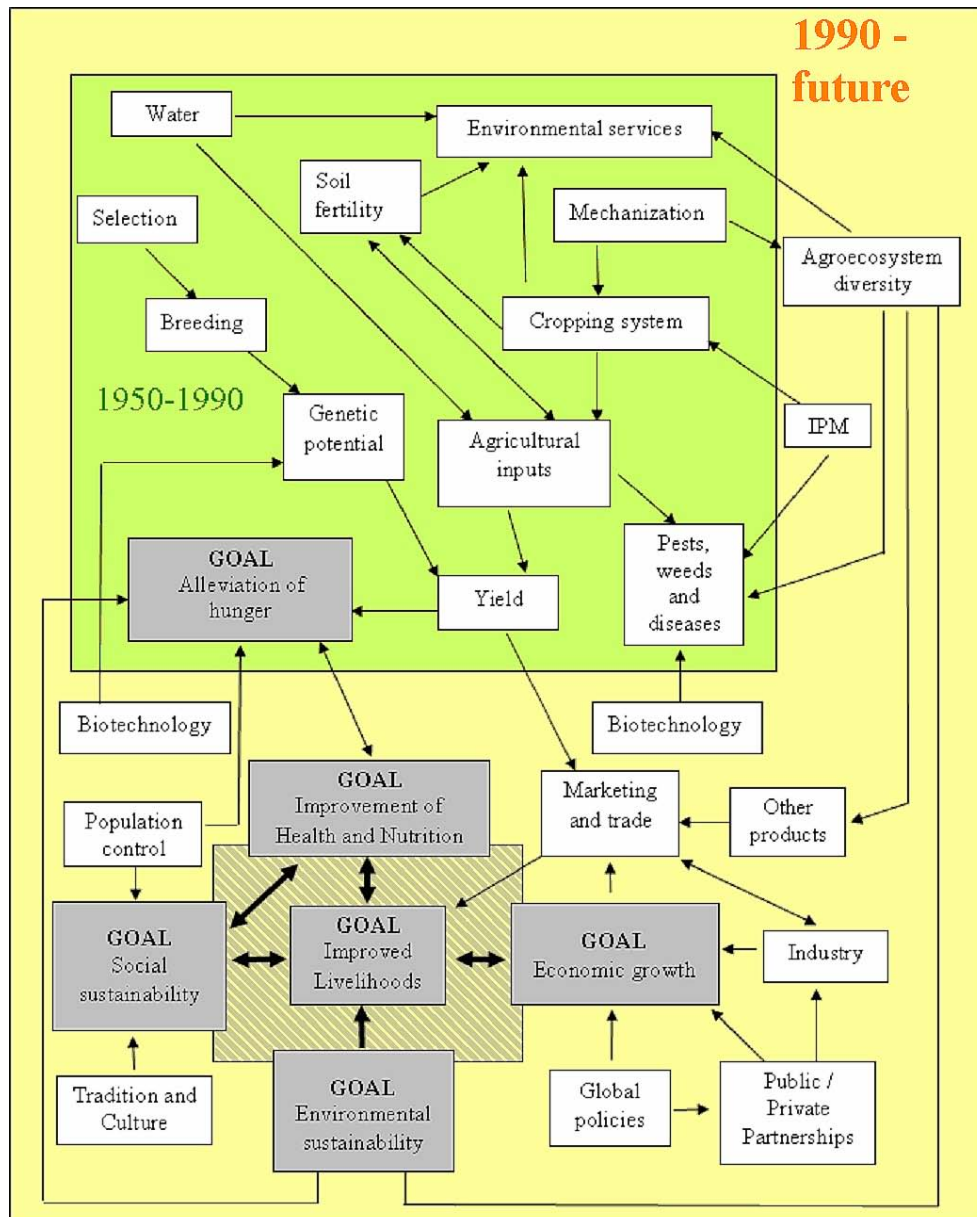 1990 -
future
Water
Environmental services
Soil
fertility
Selection
Mechanization
Agroecosystem
diversity
Breeding
Cropping system
1950-1990
Genetic
potential
Agricultural
inputs
IPM
GOAL
Alleviation of
hunger
Yield
Pests,
weeds
and
diseases
Biotechnology
Biotechnology
GOAL
Improvement of
Health and Nutrition
Marketing
and trade
Other
products
Population
control
GOAL
Social
sustainability
GOAL
Improved
Livelihoods
GOAL
Economic growth
Industry
Tradition and
Culture
GOAL
Environmental
sustainability
Global
policies
Public /
Private
Partnerships